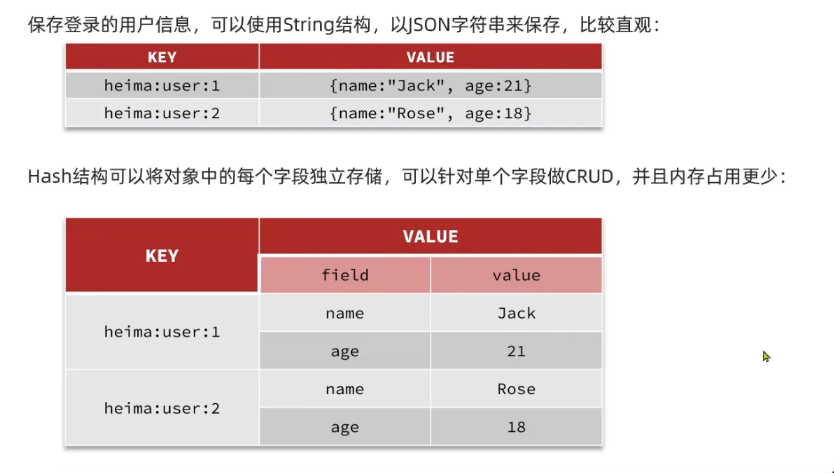 保存登录的用户信息，可以使用String结构，以JSON字符串来保存，比较直观：
KEY VALUE
heima:user:1 {name:"Jack", age:21}
heima:user:2 {name:"Rose", age:18}
Hash结构可以将对象中的每个字段独立存储，可以针对单个字段做CRUD，并且内存占用更少：
KEY VALUE
field value
heima:user:1 name Jack
age 21
heima:user:2 name Rose
age 18